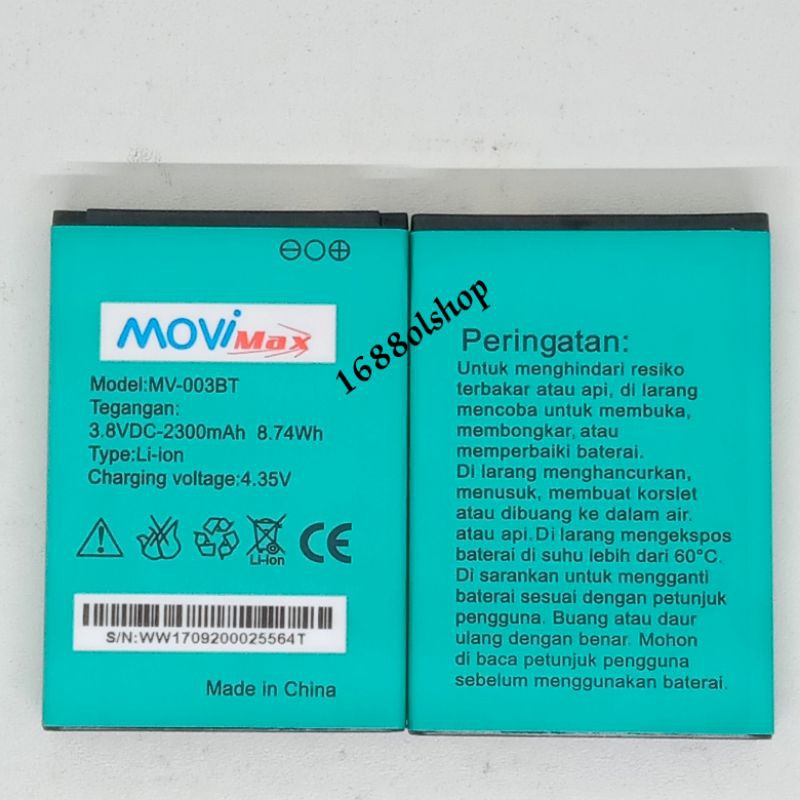 MOVIMax
Model:MV-003BT
Tegangan:
3.8VDC-2300mAh 8.74Wh
Type:Li-ion
Charging voltage:4.35V
Li-ion
CE
S/N:WW1709200025564T
Made in China
1688olshop
Peringatan:
Untuk menghindari resiko
terbakar atau api, di larang
mencoba untuk membuka,
membongkar, atau
memperbaiki baterai.
Di larang menghancurkan,
menusuk, membuat korslet
atau dibuang ke dalam air.
atau api.Di larang mengekspos
baterai di suhu lebih dari 60°C.
Di sarankan untuk mengganti
baterai sesuai dengan petunjuk
pengguna. Buang atau daur
ulang dengan benar. Mohon
di baca petunjuk pengguna
sebelum menggunakan baterai.